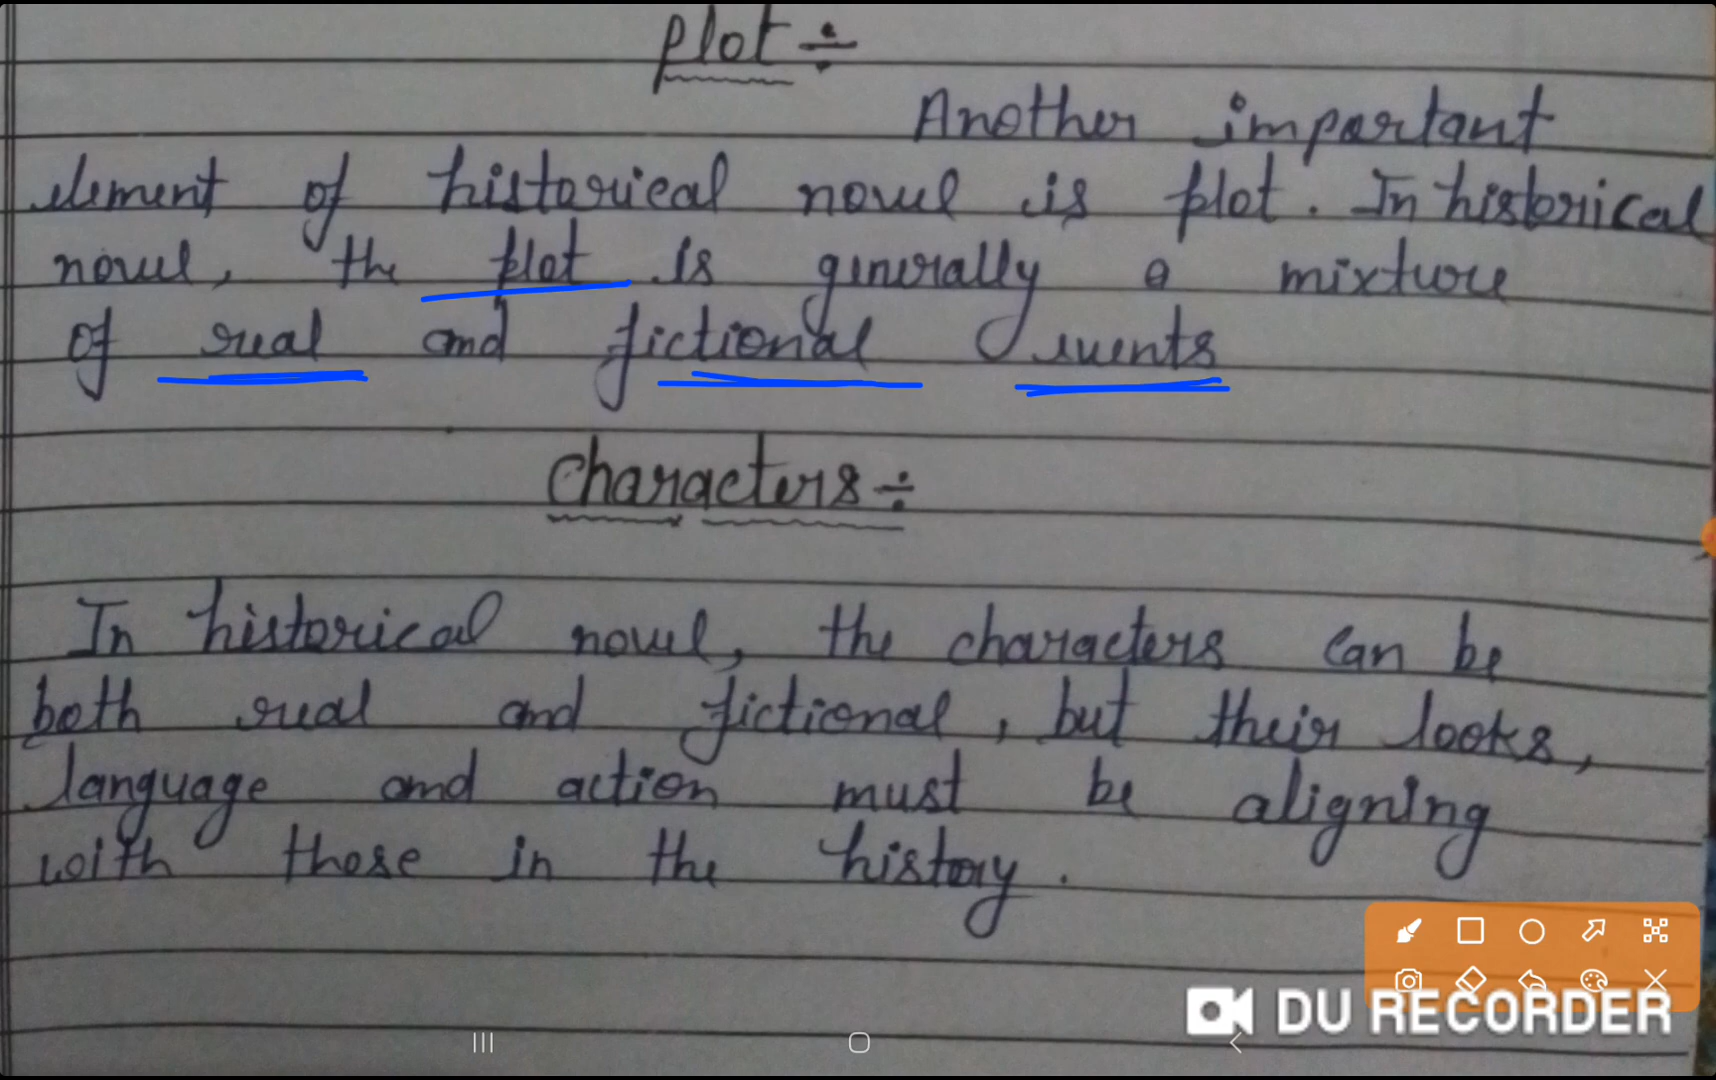 Plot ÷
Another important
element of historical novel is plot. In historical
novel, the plot is generally a mixture
of real and fictional events
Characters ÷
In historical novel, the characters can be
both real and fictional, but their looks,
language and action must be aligning
with those in the history.
DU RECORDER